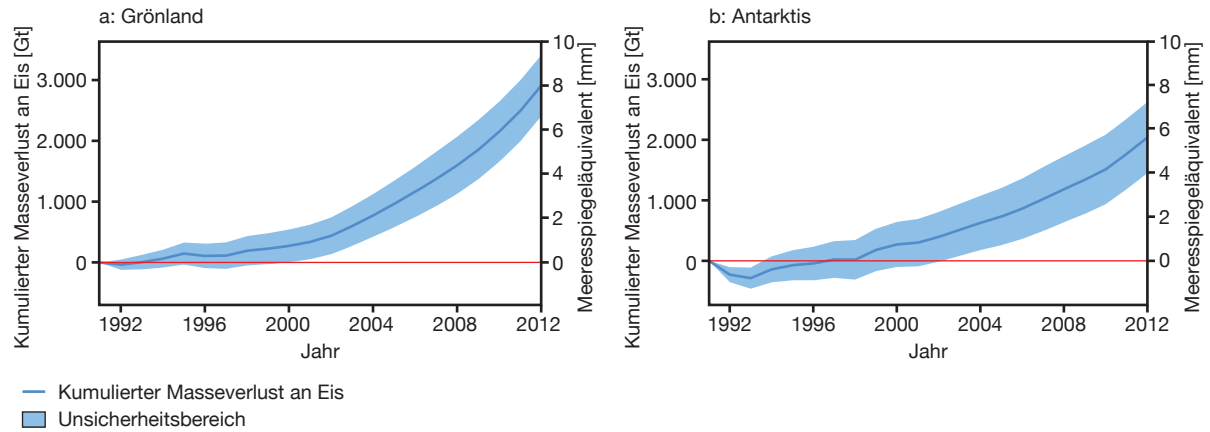 a: Grönland
Kumulierter Masseverlust an Eis [Gt]
3.000
2.000
1.000
0
10
8
6
4
2
0
Meeresspiegeläquivalent [mm]
1992 1996 2000 2004 2008 2012
Jahr
b: Antarktis
Kumulierter Masseverlust an Eis [Gt]
3.000
2.000
1.000
0
10
8
6
4
2
0
Meeresspiegeläquivalent [mm]
1992 1996 2000 2004 2008 2012
Jahr
Kumulierter Masseverlust an Eis
Unsicherheitsbereich